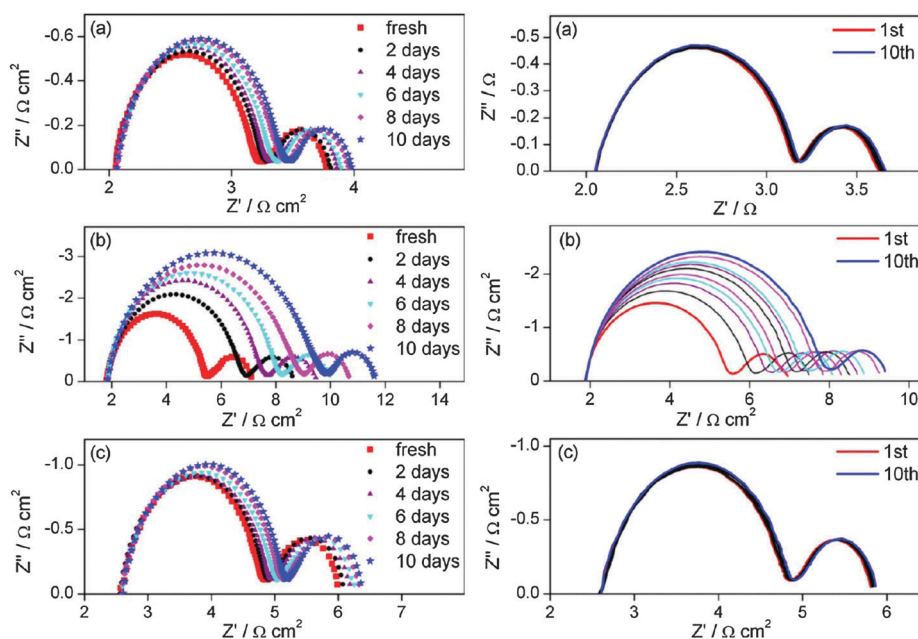 (a)
fresh
2 days
4 days
6 days
8 days
10 days
-0.6
-0.4
-0.2
0.0
Z'' / Ω cm²
2
3
4
Z' / Ω cm²
(a)
1st
10th
-0.5
-0.4
-0.3
-0.2
-0.1
-0.0
Z'' / Ω
2.0
2.5
3.0
3.5
Z' / Ω
(b)
fresh
2 days
4 days
6 days
8 days
10 days
-3
-2
-1
0
Z'' / Ω cm²
2
3
4
5
6
7
8
9
10
11
12
13
14
Z' / Ω cm²
(b)
1st
10th
-2
-1
0
Z'' / Ω cm²
2
4
6
8
10
Z' / Ω cm²
(c)
fresh
2 days
4 days
6 days
8 days
10 days
-1.0
-0.5
0.0
Z'' / Ω cm²
2
3
4
5
6
7
Z' / Ω cm²
(c)
1st
10th
-1.0
-0.5
0.0
Z'' / Ω cm²
2
3
4
5
6
Z' / Ω cm²